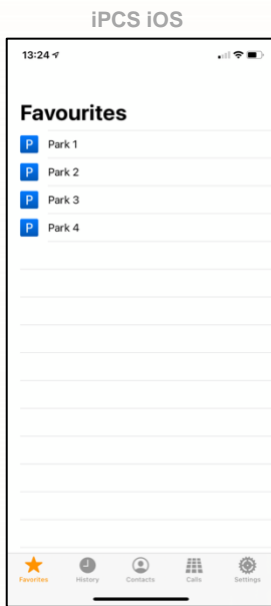 iPCS iOS
13:24
Favourites
P Park 1
P Park 2
P Park 3
P Park 4
Favorites History Contacts Calls Settings